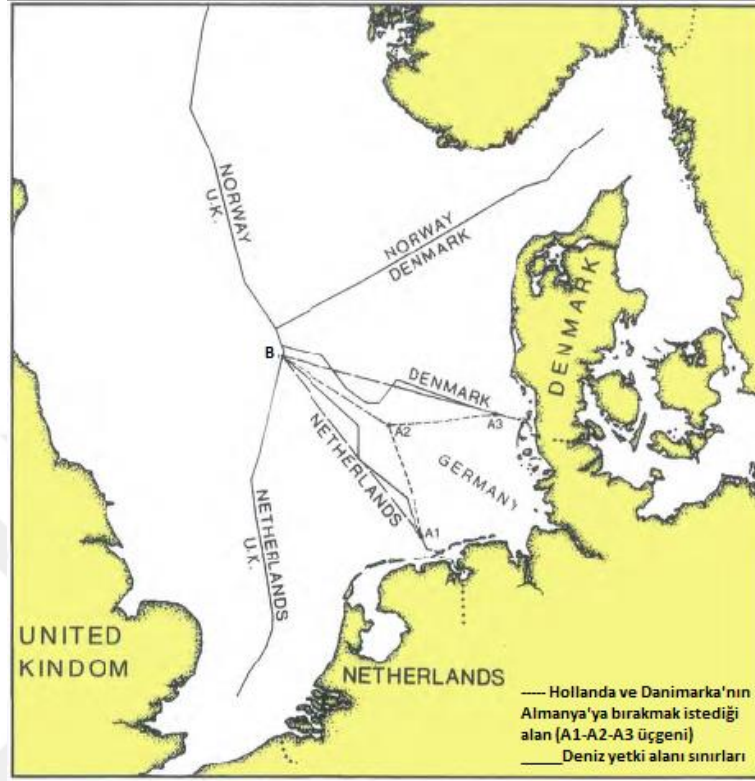 NORWAY
U.K.
NORWAY
DENMARK
DENMARK
B
DENMARK
A2
A3
GERMANY
NETHERLANDS
A1
NETHERLANDS
U.K.
UNITED
KINDOM
NETHERLANDS
----- Hollanda ve Danimarka'nın
Almanya'ya bırakmak istediği
alan (A1-A2-A3 üçgeni)
_____Deniz yetki alanı sınırları